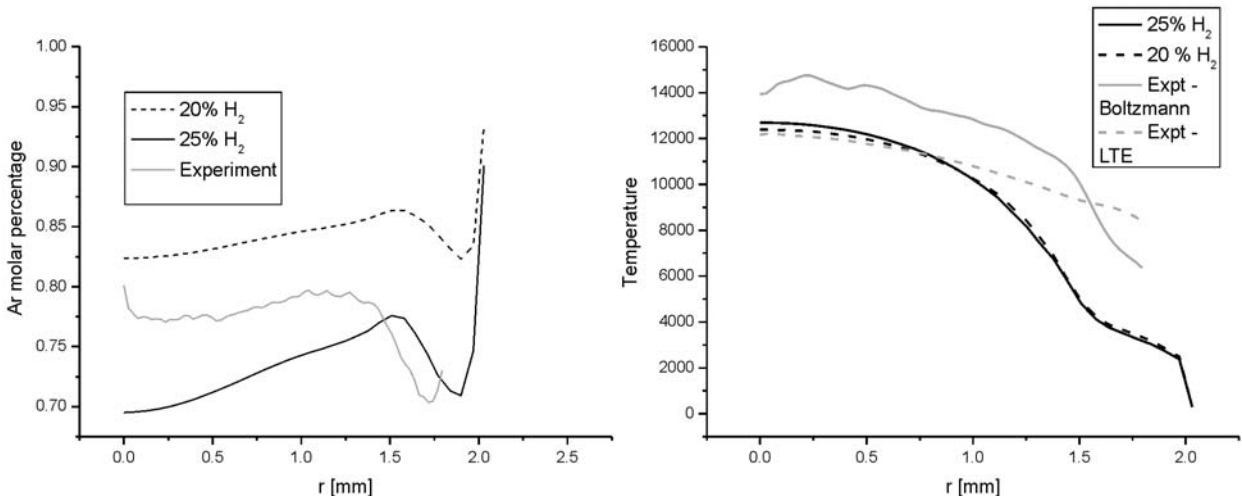 1.00
0.95
0.90
0.85
0.80
0.75
0.70
Ar molar percentage
20% H2
25% H2
Experiment
0.0 0.5 1.0 1.5 2.0 2.5
r [mm]
16000
14000
12000
10000
8000
6000
4000
2000
0
Temperature
25% H2
20 % H2
Expt -
Boltzmann
Expt -
LTE
0.0 0.5 1.0 1.5 2.0
r [mm]